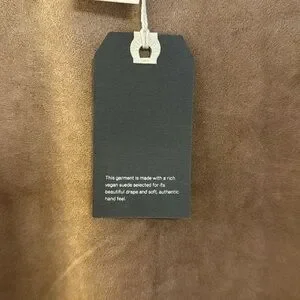 This garment is made with a rich
vegan suede selected for its
beautiful drape and soft, authentic
hand feel.